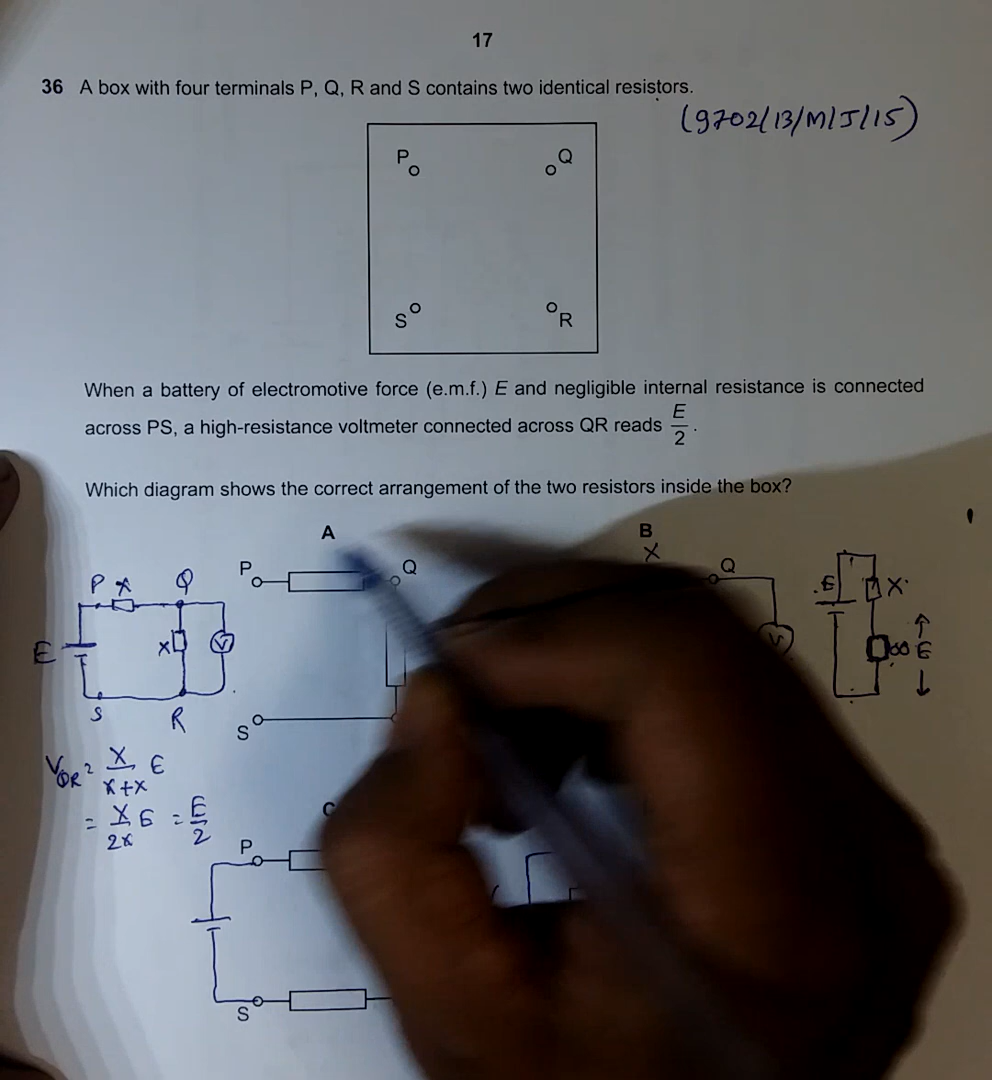 17
36 A box with four terminals P, Q, R and S contains two identical resistors.
(9702/13/M/J/15)
P Q
S R
When a battery of electromotive force (e.m.f.) E and negligible internal resistance is connected
across PS, a high-resistance voltmeter connected across QR reads E/2.
Which diagram shows the correct arrangement of the two resistors inside the box?
A B
X
P X Q P Q Q E X
E X V V ∞ E
S R S
V_QR = X/(X+X) E
= X/2X E = E/2
C
P
S